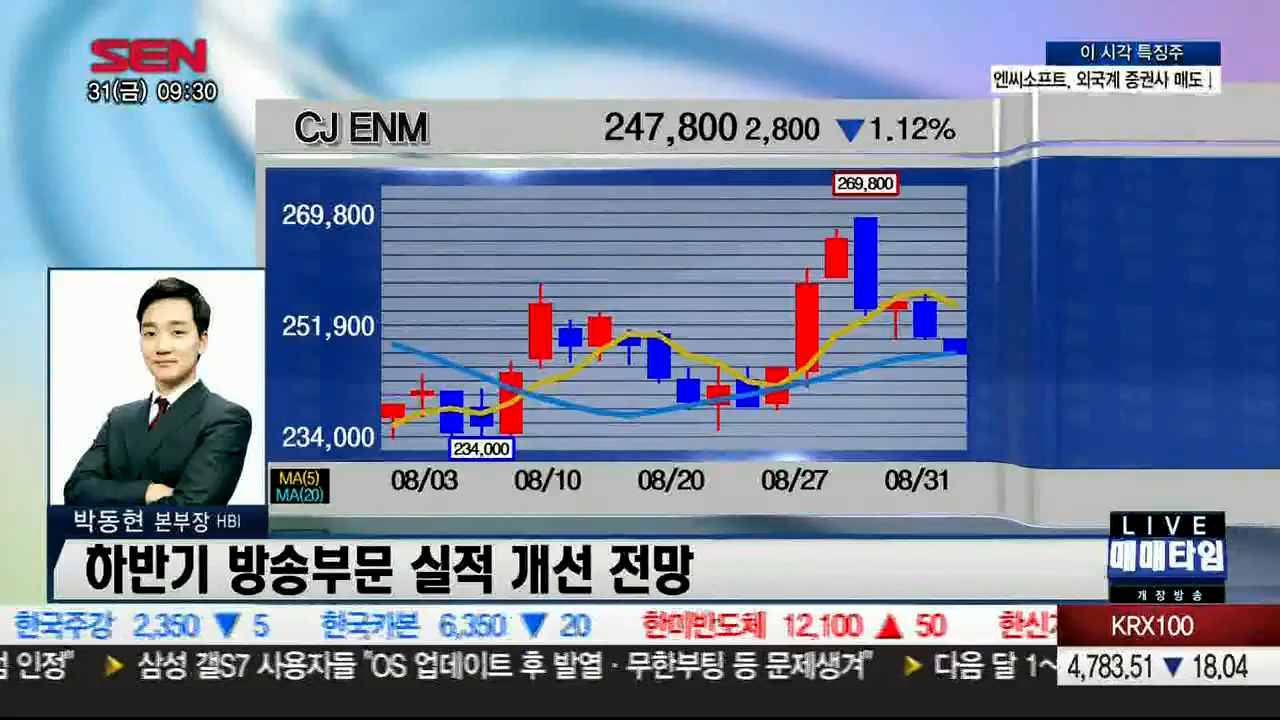 SEN
31(금) 09:30
이 시각 특징주
엔씨소프트, 외국계 증권사 매도↓
CJ ENM 247,800 2,800 ▼1.12%
269,800
269,800
251,900
234,000
234,000
MA(5)
MA(20)
08/03 08/10 08/20 08/27 08/31
박동현 본부장 HBI
하반기 방송부문 실적 개선 전망
LIVE
매매타임
개장방송
한국주강 2,350 ▼ 5 한국카본 6,350 ▼ 20 한미반도체 12,100 ▲ 50
KRX100
인정" ▶ 삼성 갤S7 사용자들 "OS 업데이트 후 발열·무한부팅 등 문제생겨" ▶ 다음 달 1~
4,783.51 ▼ 18,04